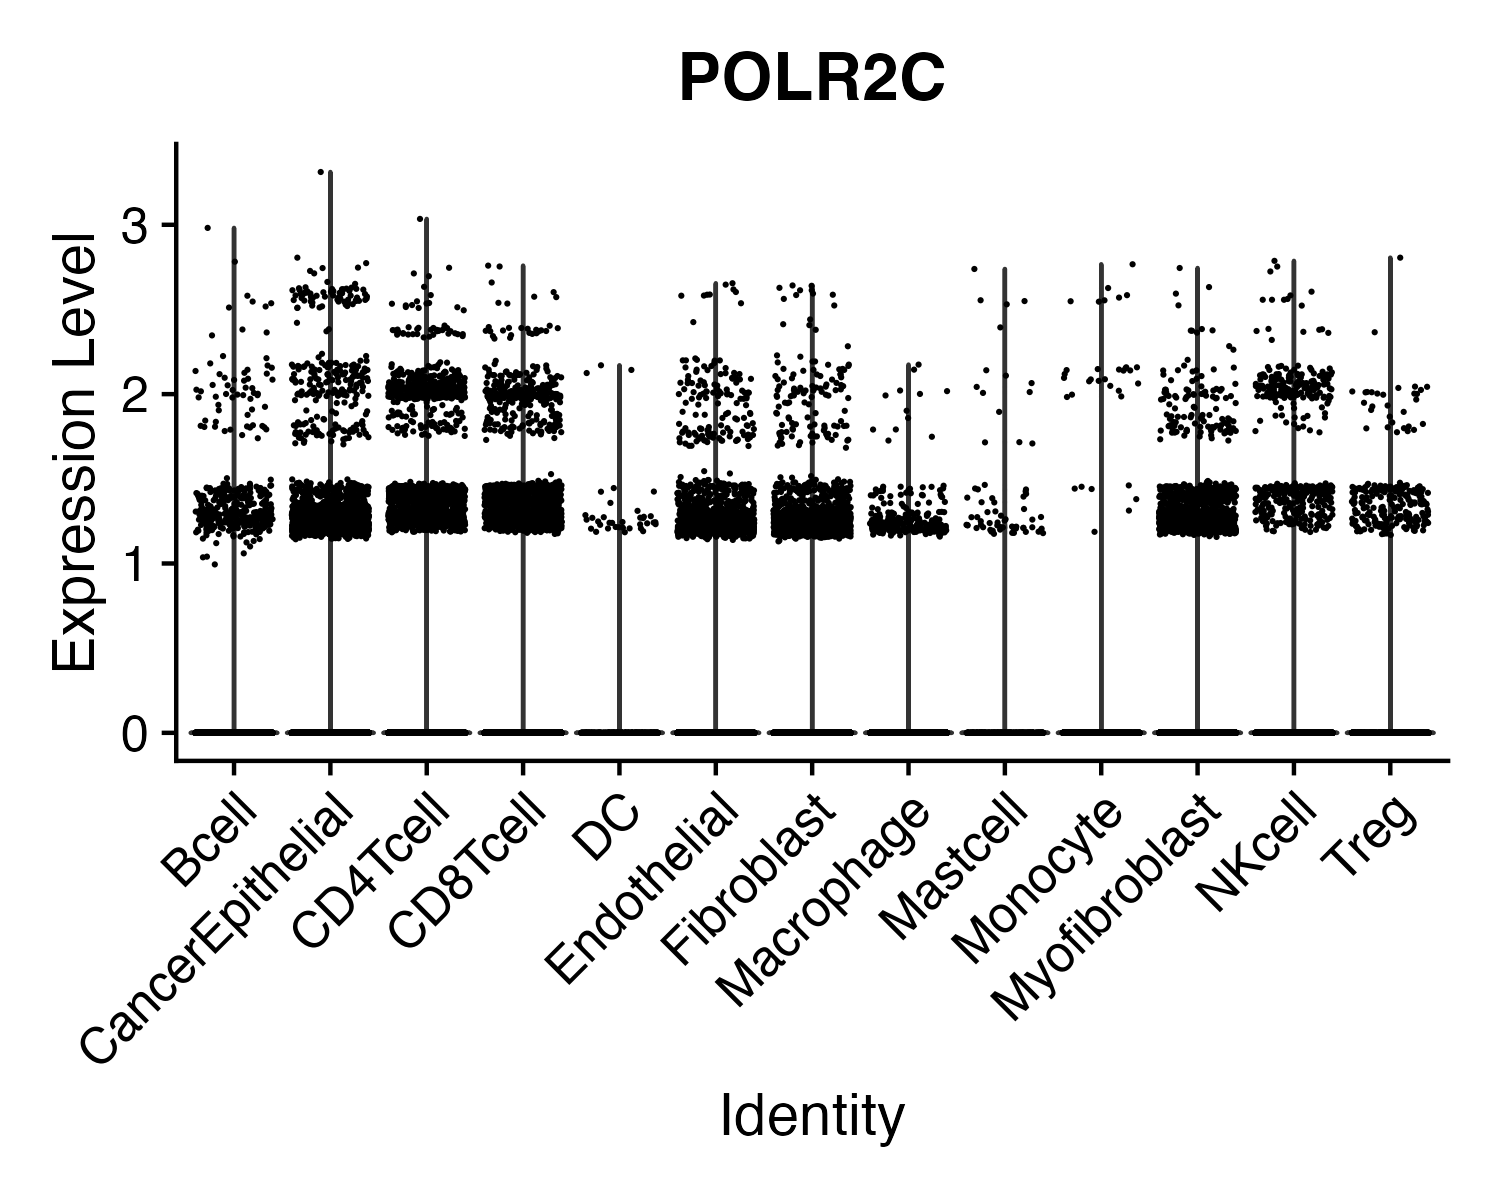 POLR2C
Expression Level
3
2
1
0
Bcell
CancerEpithelial
CD4Tcell
CD8Tcell
DC
Endothelial
Fibroblast
Macrophage
Mastcell
Monocyte
Myofibroblast
NKcell
Treg
Identity